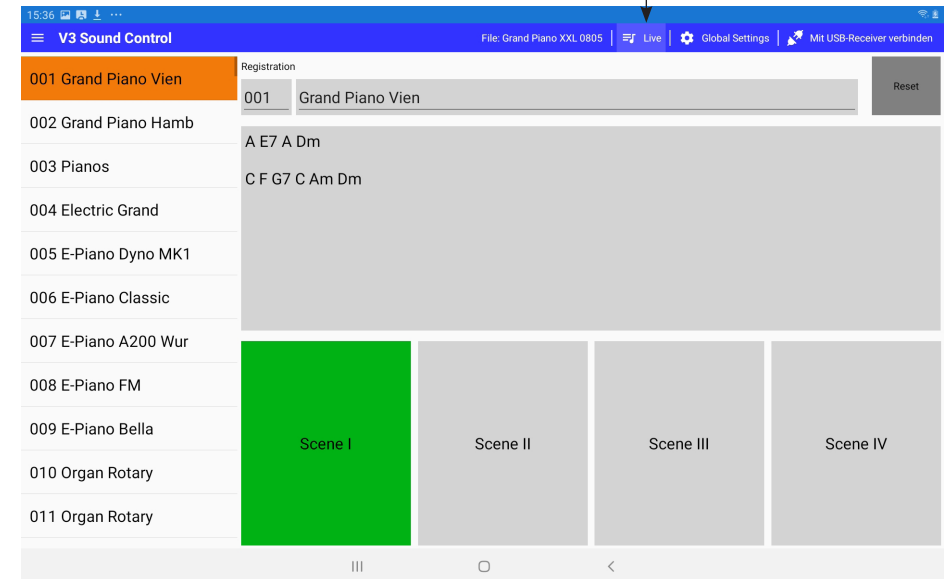 15:36 ...
V3 Sound Control
File: Grand Piano XXL 0805
Live
Global Settings
Mit USB-Receiver verbinden
001 Grand Piano Vien
002 Grand Piano Hamb
003 Pianos
004 Electric Grand
005 E-Piano Dyno MK1
006 E-Piano Classic
007 E-Piano A200 Wur
008 E-Piano FM
009 E-Piano Bella
010 Organ Rotary
011 Organ Rotary
Registration
001 Grand Piano Vien
Reset
A E7 A Dm
C F G7 C Am Dm
Scene I
Scene II
Scene III
Scene IV